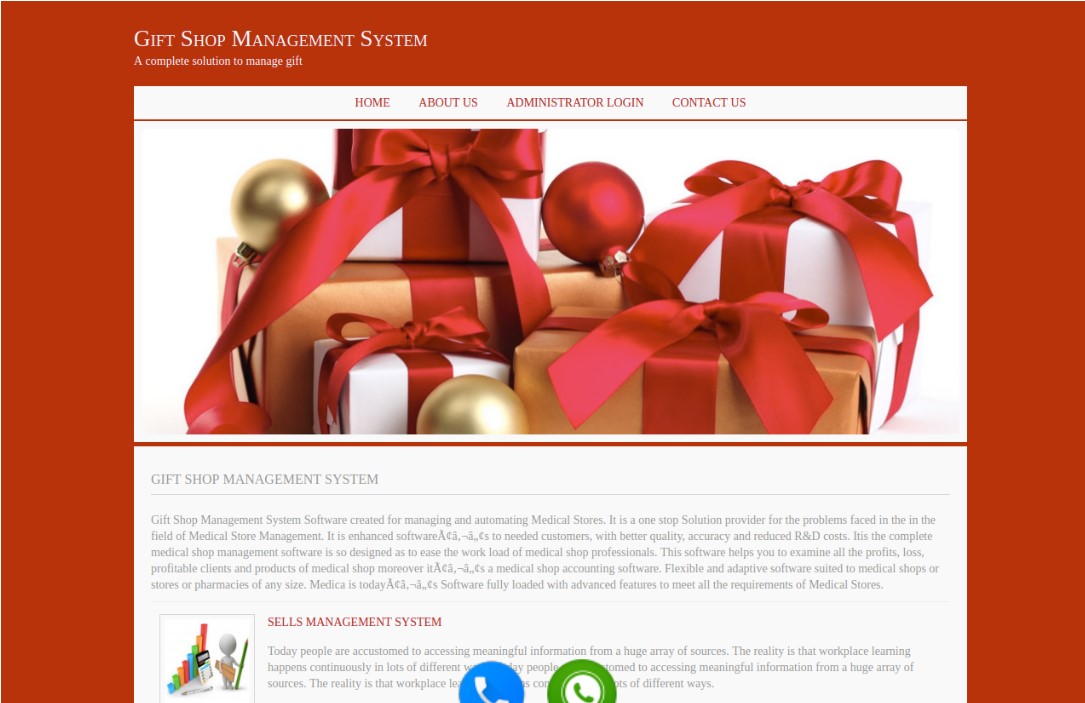 Gift Shop Management System
A complete solution to manage gift
HOME ABOUT US ADMINISTRATOR LOGIN CONTACT US
GIFT SHOP MANAGEMENT SYSTEM
Gift Shop Management System Software created for managing and automating Medical Stores. It is a one stop Solution provider for the problems faced in the in the
field of Medical Store Management. It is enhanced softwareÃ¢â‚¬â„¢s to needed customers, with better quality, accuracy and reduced R&D costs. Itis the complete
medical shop management software is so designed as to ease the work load of medical shop professionals. This software helps you to examine all the profits, loss,
profitable clients and products of medical shop moreover itÃ¢â‚¬â„¢s a medical shop accounting software. Flexible and adaptive software suited to medical shops or
stores or pharmacies of any size. Medica is todayÃ¢â‚¬â„¢s Software fully loaded with advanced features to meet all the requirements of Medical Stores.
SELLS MANAGEMENT SYSTEM
Today people are accustomed to accessing meaningful information from a huge array of sources. The reality is that workplace learning
happens continuously in lots of different people to accessing meaningful information from a huge array of
sources. The reality is that workplace of different ways.